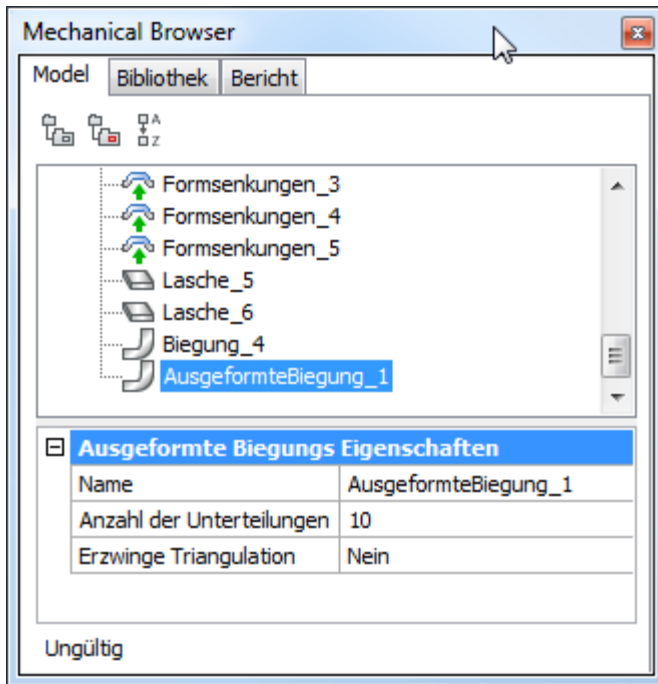 Mechanical Browser
Model Bibliothek Bericht
A
Z
Formsenkungen_3
Formsenkungen_4
Formsenkungen_5
Lasche_5
Lasche_6
Biegung_4
AusgeformteBiegung_1
Ausgeformte Biegungs Eigenschaften
Name AusgeformteBiegung_1
Anzahl der Unterteilungen 10
Erzwinge Triangulation Nein
Ungültig